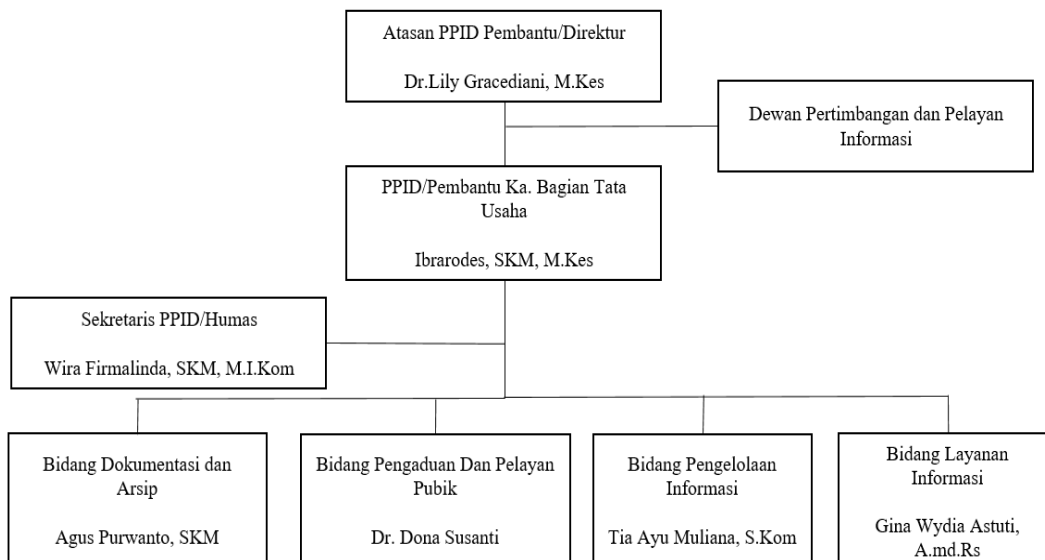 Atasan PPID Pembantu/Direktur
Dr.Lily Gracediani, M.Kes
Dewan Pertimbangan dan Pelayan
Informasi
PPID/Pembantu Ka. Bagian Tata
Usaha
Ibrarodes, SKM, M.Kes
Sekretaris PPID/Humas
Wira Firmalinda, SKM, M.I.Kom
Bidang Dokumentasi dan
Arsip
Agus Purwanto, SKM
Bidang Pengaduan Dan Pelayan
Pubik
Dr. Dona Susanti
Bidang Pengelolaan
Informasi
Tia Ayu Muliana, S.Kom
Bidang Layanan
Informasi
Gina Wydia Astuti,
A.md.Rs